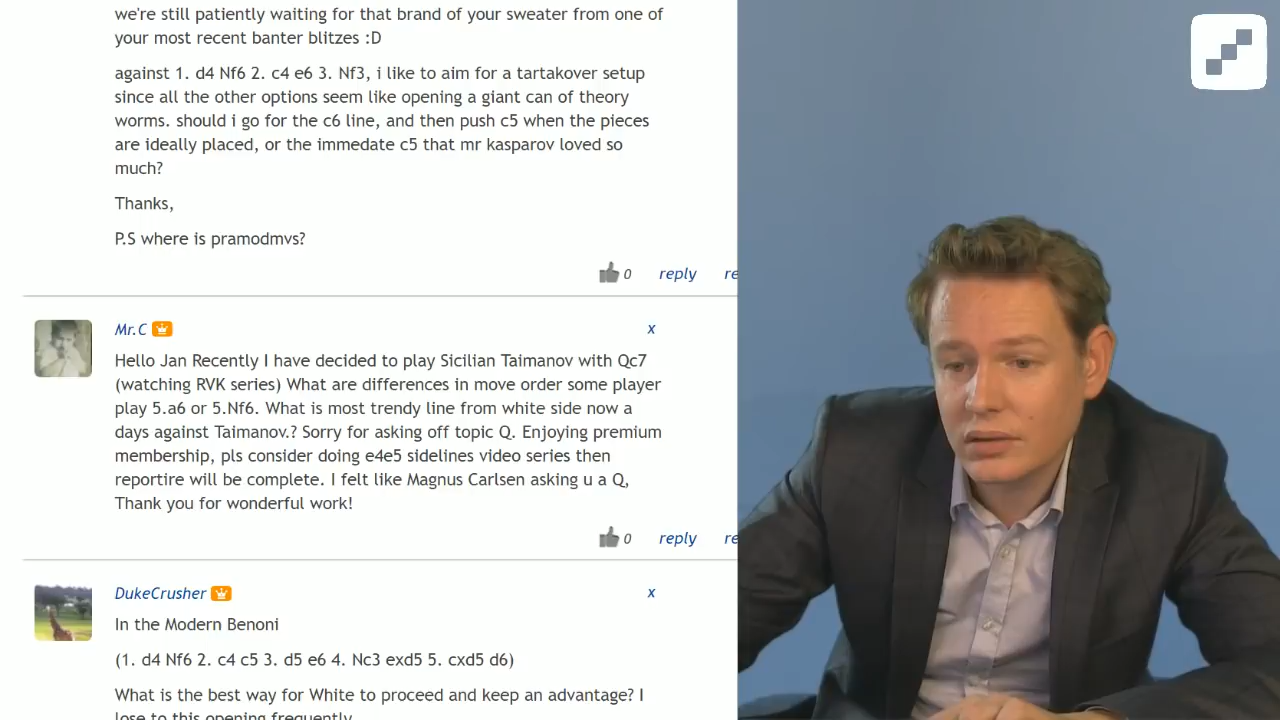 we're still patiently waiting for that brand of your sweater from one of
your most recent banter blitzes :D
against 1. d4 Nf6 2. c4 e6 3. Nf3, i like to aim for a tartakover setup
since all the other options seem like opening a giant can of theory
worms. should i go for the c6 line, and then push c5 when the pieces
are ideally placed, or the immedate c5 that mr kasparov loved so
much?
Thanks,
P.S where is pramodmvs?
0 reply re
Mr.C x
Hello Jan Recently I have decided to play Sicilian Taimanov with Qc7
(watching RVK series) What are differences in move order some player
play 5.a6 or 5.Nf6. What is most trendy line from white side now a
days against Taimanov.? Sorry for asking off topic Q. Enjoying premium
membership, pls consider doing e4e5 sidelines video series then
reportire will be complete. I felt like Magnus Carlsen asking u a Q,
Thank you for wonderful work!
0 reply re
DukeCrusher x
In the Modern Benoni
(1. d4 Nf6 2. c4 c5 3. d5 e6 4. Nc3 exd5 5. cxd5 d6)
What is the best way for White to proceed and keep an advantage? I
lose to this opening frequently